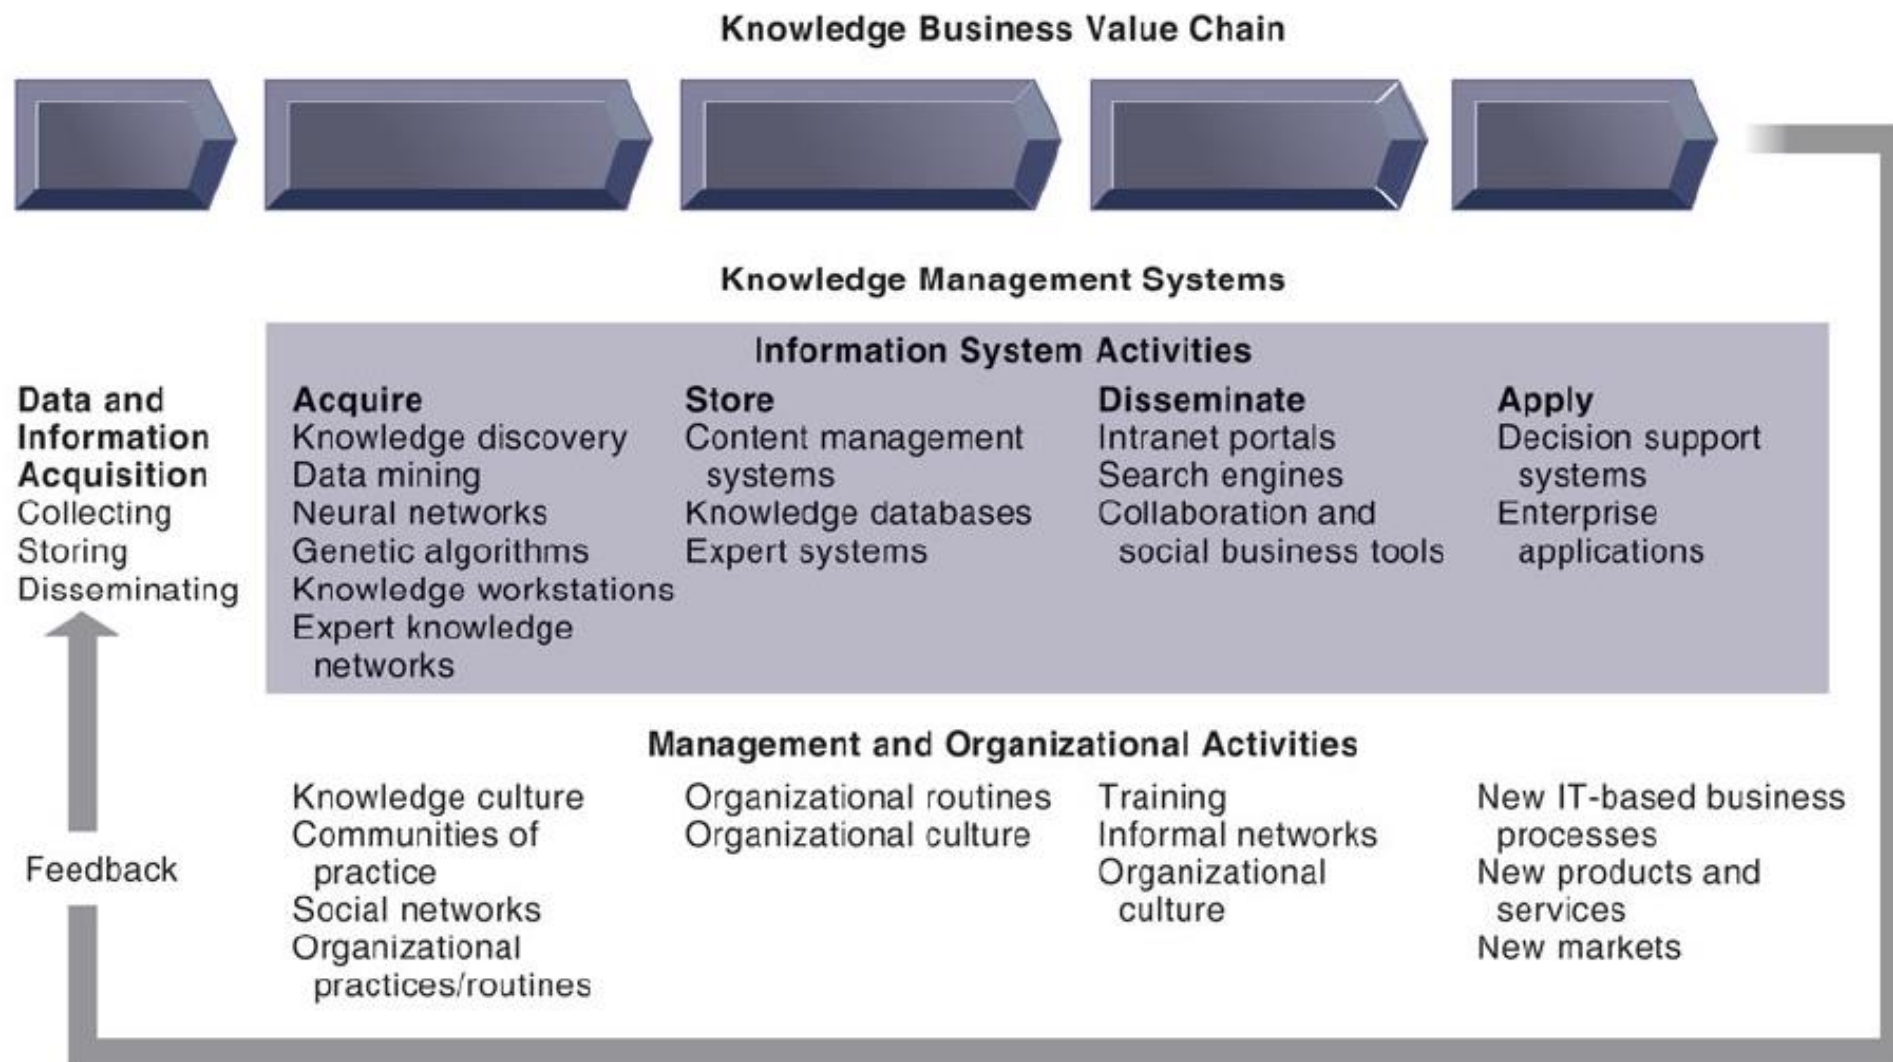 Knowledge Business Value Chain
Knowledge Management Systems
Data and
Information
Acquisition
Collecting
Storing
Disseminating
Information System Activities
Acquire
Knowledge discovery
Data mining
Neural networks
Genetic algorithms
Knowledge workstations
Expert knowledge
networks
Store
Content management
systems
Knowledge databases
Expert systems
Disseminate
Intranet portals
Search engines
Collaboration and
social business tools
Apply
Decision support
systems
Enterprise
applications
Management and Organizational Activities
Knowledge culture
Communities of
practice
Social networks
Organizational
practices/routines
Organizational routines
Organizational culture
Training
Informal networks
Organizational
culture
New IT-based business
processes
New products and
services
New markets
Feedback